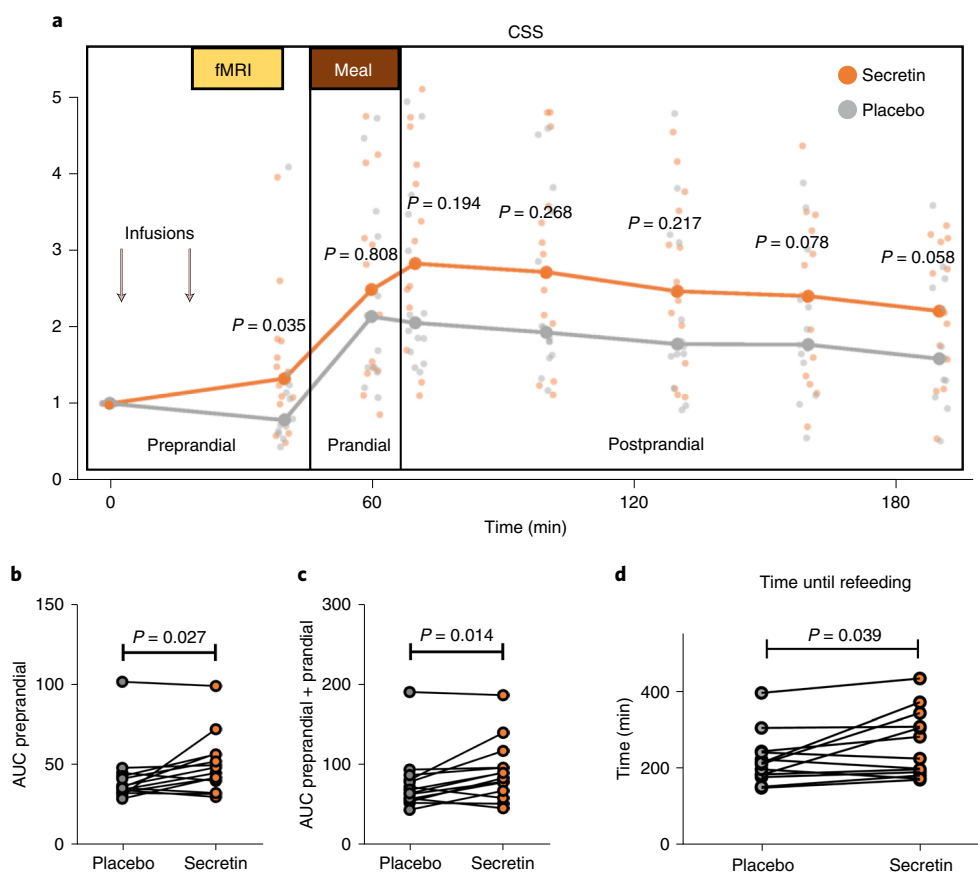 a
CSS
fMRI
Meal
Secretin
Placebo
5
4
3
2
1
0
Infusions
P = 0.035
P = 0.808
P = 0.194
P = 0.268
P = 0.217
P = 0.078
P = 0.058
Preprandial
Prandial
Postprandial
0
60
120
180
Time (min)
b
150
100
50
0
AUC preprandial
P = 0.027
Placebo
Secretin
c
300
200
100
0
AUC preprandial + prandial
P = 0.014
Placebo
Secretin
d
Time until refeeding
400
200
0
Time (min)
P = 0.039
Placebo
Secretin